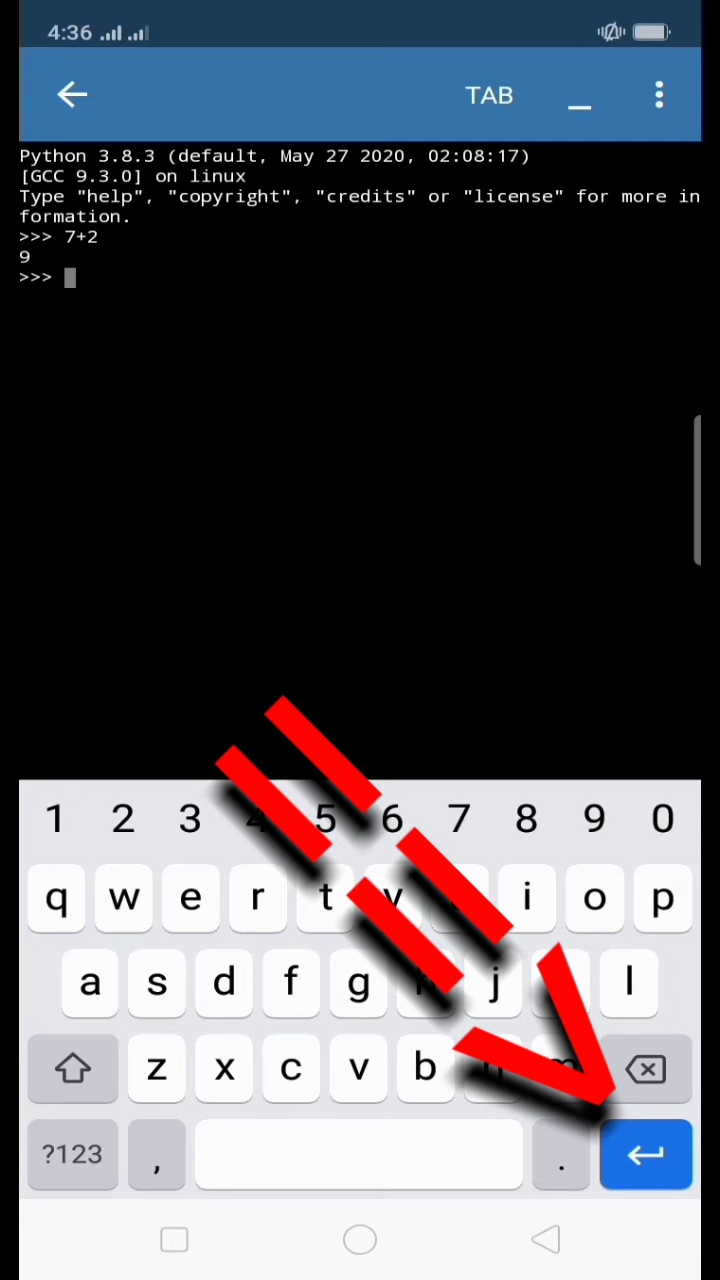 4:36
TAB
Python 3.8.3 (default, May 27 2020, 02:08:17)
[GCC 9.3.0] on linux
Type "help", "copyright", "credits" or "license" for more in
formation.
>>> 7+2
9
>>>
1 2 3 4 5 6 7 8 9 0
q w e r t y i o p
a s d f g h j l
z x c v b n m
?123 , .